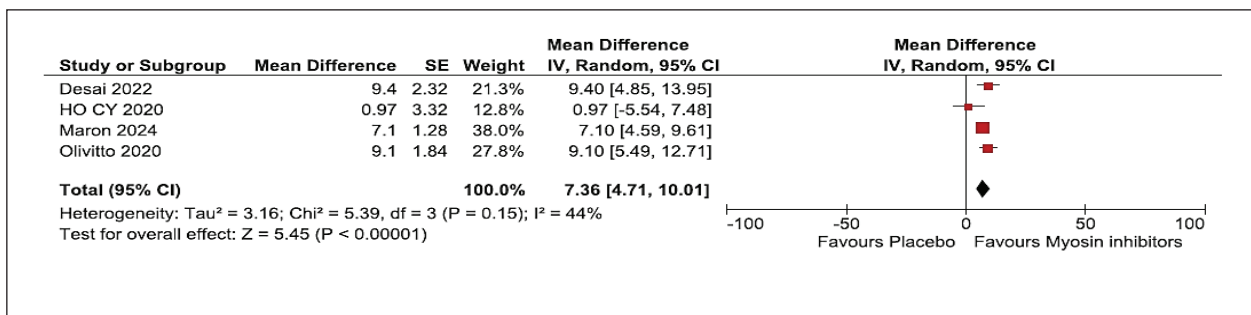 Mean Difference Mean Difference
Study or Subgroup Mean Difference SE Weight IV, Random, 95% CI IV, Random, 95% CI
Desai 2022 9.4 2.32 21.3% 9.40 [4.85, 13.95]
HO CY 2020 0.97 3.32 12.8% 0.97 [-5.54, 7.48]
Maron 2024 7.1 1.28 38.0% 7.10 [4.59, 9.61]
Olivitto 2020 9.1 1.84 27.8% 9.10 [5.49, 12.71]
Total (95% CI) 100.0% 7.36 [4.71, 10.01]
Heterogeneity: Tau² = 3.16; Chi² = 5.39, df = 3 (P = 0.15); I² = 44%
Test for overall effect: Z = 5.45 (P < 0.00001)
-100 -50 0 50 100
Favours Placebo Favours Myosin inhibitors